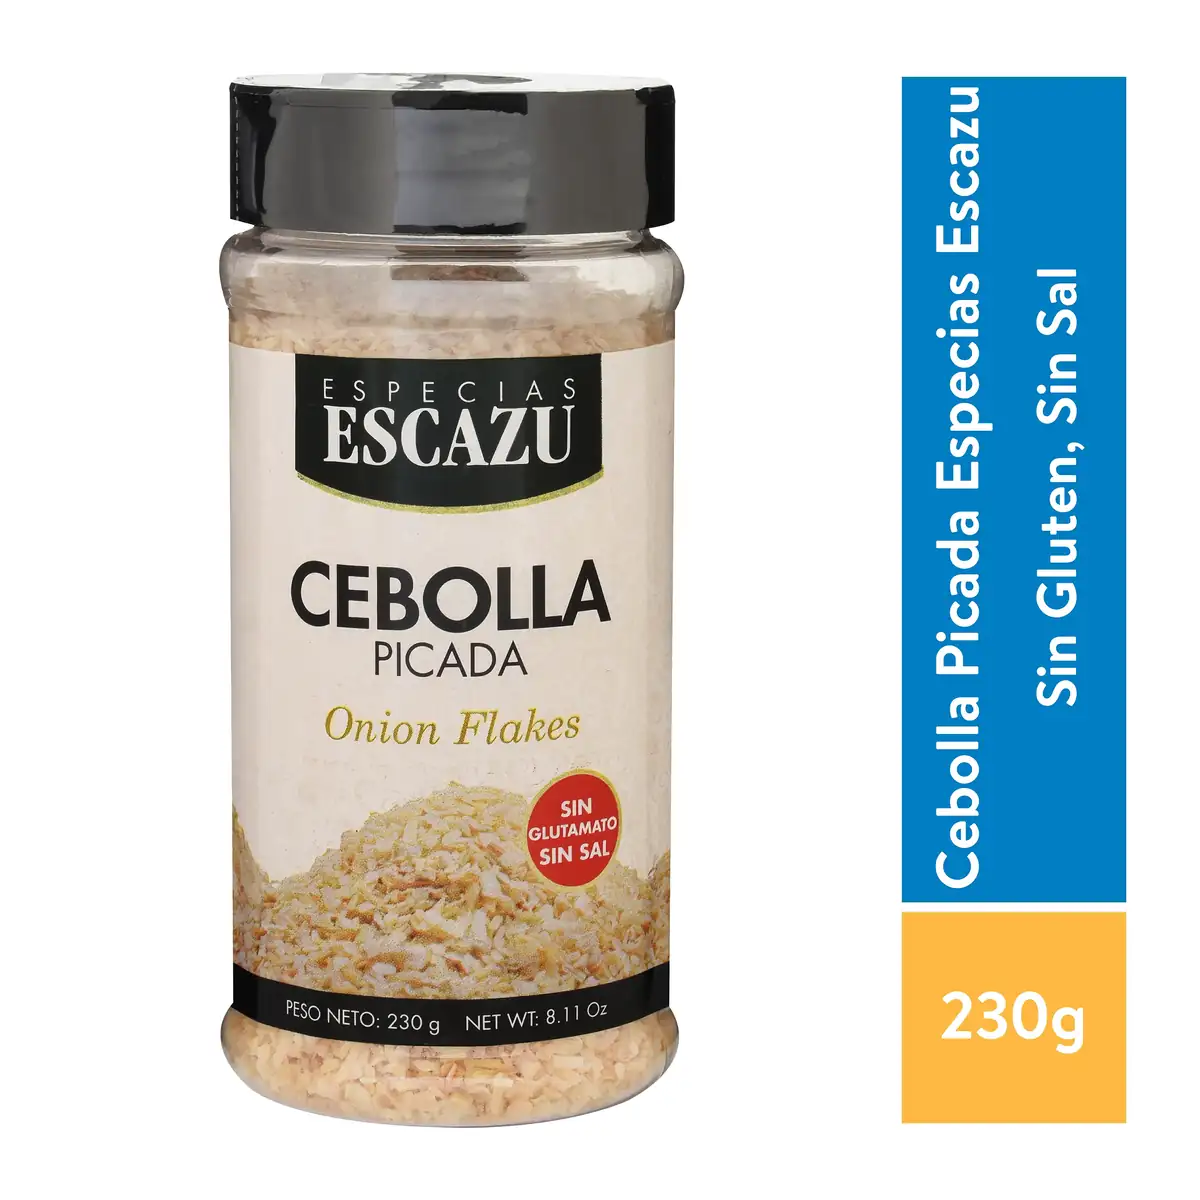 ESPECIAS
ESCAZU
CEBOLLA
PICADA
Onion Flakes
SIN
GLUTAMATO
SIN SAL
PESO NETO: 230 g NET WT: 8.11 Oz
Cebolla Picada Especias Escazu
Sin Gluten, Sin Sal
230g